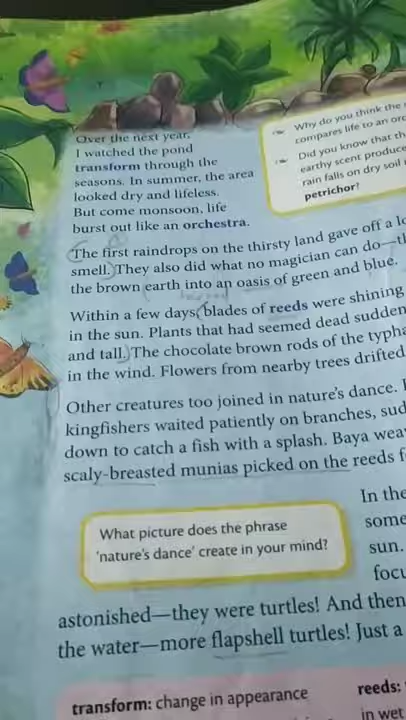 Over the next year,
I watched the pond
transform through the
seasons. In summer, the area
looked dry and lifeless.
But come monsoon, life
burst out like an orchestra.
Why do you think the
compares life to an orc
Did you know that th
earthy scent produce
rain falls on dry soil
petrichor?
The first raindrops on the thirsty land gave off a lo
smell. They also did what no magician can do—th
the brown earth into an oasis of green and blue.
Within a few days, blades of reeds were shining
in the sun. Plants that had seemed dead sudden
and tall. The chocolate brown rods of the typha
in the wind. Flowers from nearby trees drifted
Other creatures too joined in nature's dance.
kingfishers waited patiently on branches, sud
down to catch a fish with a splash. Baya wea
scaly-breasted munias picked on the reeds f
What picture does the phrase
'nature's dance' create in your mind?
In the
some
sun.
focu
astonished—they were turtles! And then
the water—more flapshell turtles! Just a
transform: change in appearance
reeds:
in wet